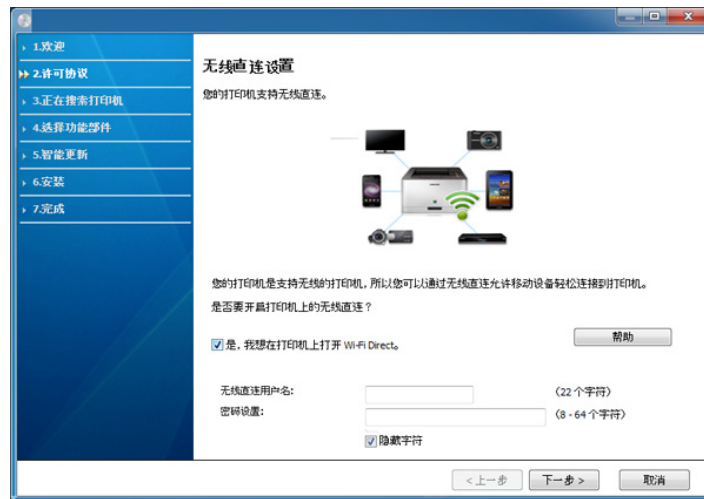 1.欢迎
2.许可协议
3.正在搜索打印机
4.选择功能部件
5.智能更新
6.安装
7.完成
无线直连设置
您的打印机支持无线直连。
您的打印机是支持无线的打印机，所以您可以通过无线直连允许移动设备轻松连接到打印机。
是否要开启打印机上的无线直连？
是，我想在打印机上打开 Wi-Fi Direct。
帮助
无线直连用户名: (22 个字符)
密码设置: (8 - 64 个字符)
隐藏字符
<上一步 下一步> 取消